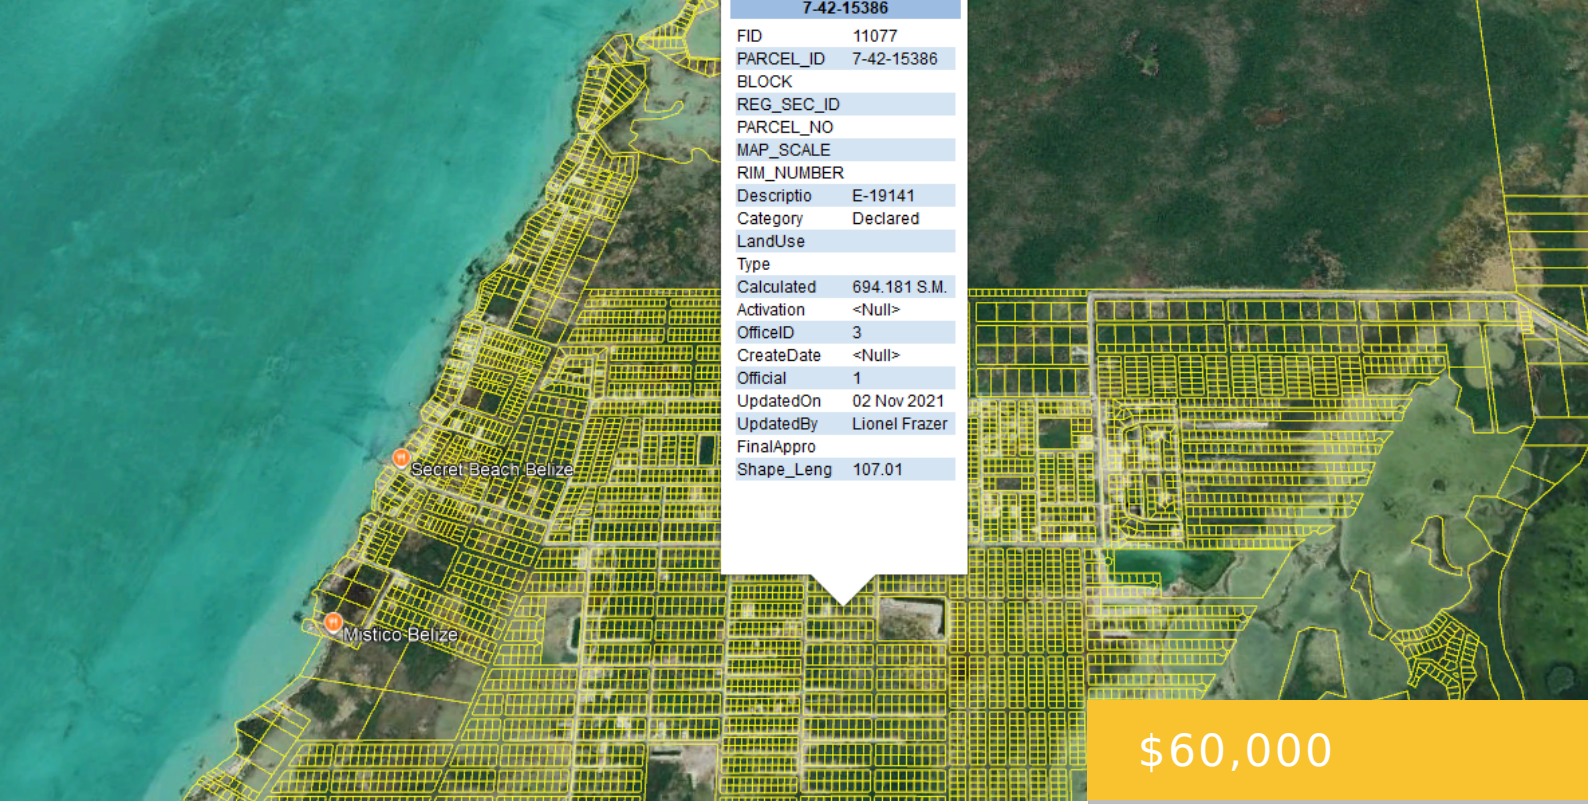 7-42-15386
FID 11077
PARCEL_ID 7-42-15386
BLOCK
REG_SEC_ID
PARCEL_NO
MAP_SCALE
RIM_NUMBER
Descriptio E-19141
Category Declared
LandUse
Type
Calculated 694.181 S.M.
Activation <Null>
OfficeID 3
CreateDate <Null>
Official 1
UpdatedOn 02 Nov 2021
UpdatedBy Lionel Frazer
FinalAppro
Shape_Leng 107.01
Secret Beach Belize
Mistico Belize
$60,000